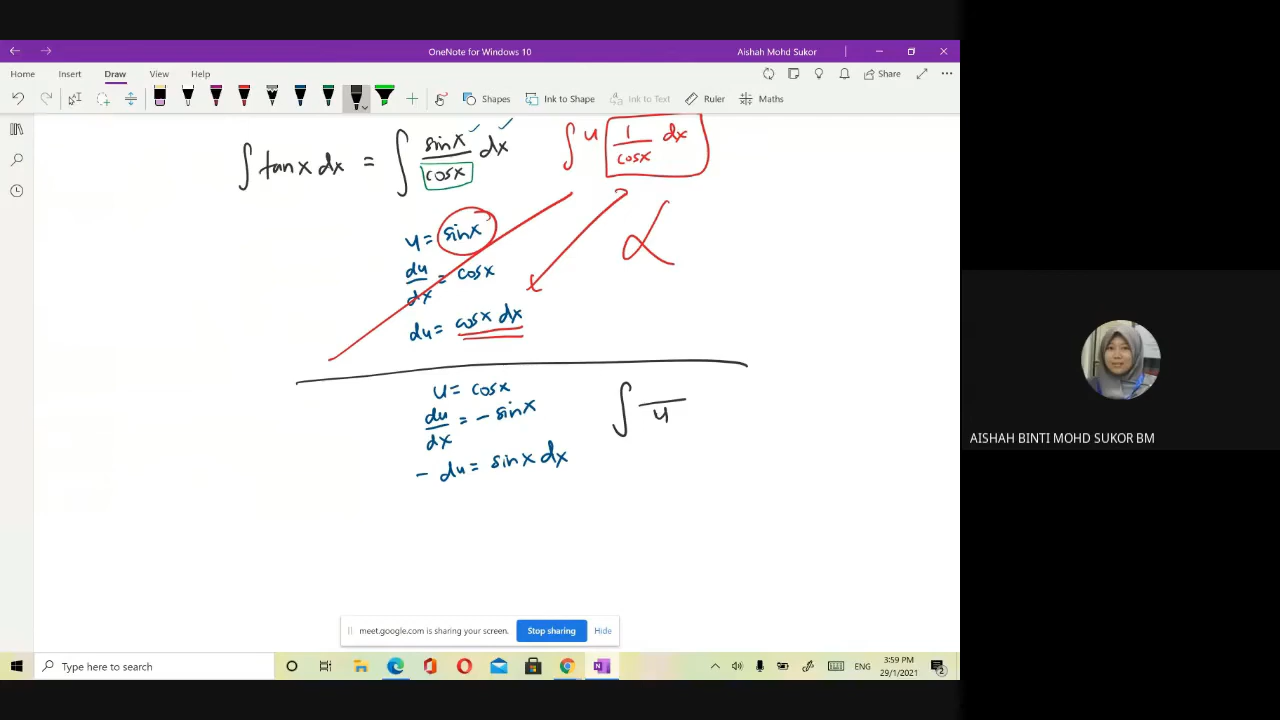 OneNote for Windows 10
Aishah Mohd Sukor
Home Insert Draw View Help
Share
Shapes Ink to Shape Ink to Text Ruler Maths
∫ tan x dx = ∫ sin x / cos x dx
∫ u 1 / cos x dx
u = sin x
du / dx = cos x
du = cos x dx
u = cos x
du / dx = - sin x
- du = sin x dx
∫ / u
AISHAH BINTI MOHD SUKOR BM
meet.google.com is sharing your screen. Stop sharing Hide
Type here to search
ENG
3:59 PM
29/1/2021
2